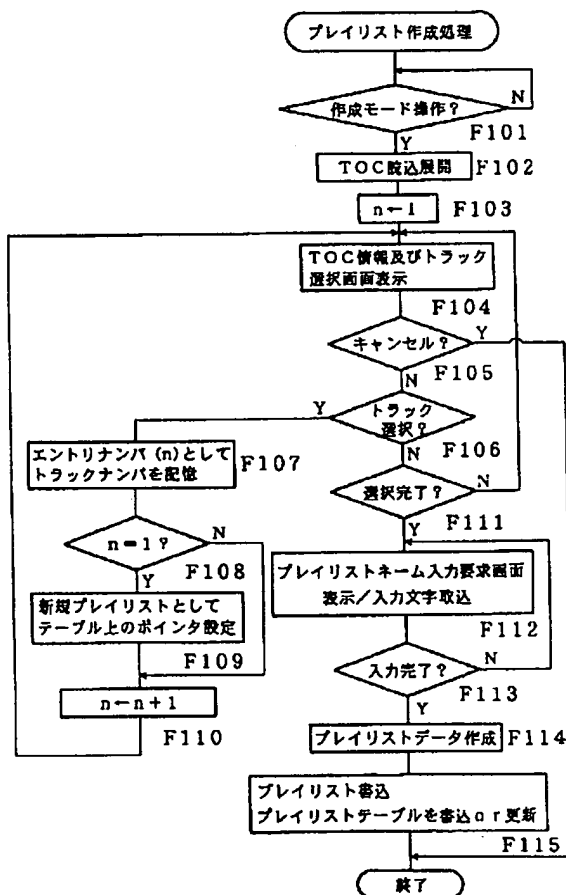 プレイリスト作成処理
作成モード操作?
N
F101
Y
TOC読込展開
F102
n←1
F103
TOC情報及びトラック
選択画面表示
F104
キャンセル?
Y
F105
N
Y
トラック
選択?
F106
エントリナンバ (n) として
トラックナンバを記憶
F107
N
選択完了?
N
F111
n=1?
N
F108
Y
Y
プレイリストネーム入力要求画面
表示/入力文字取込
F112
新規プレイリストとして
テーブル上のポインタ設定
F109
入力完了?
N
F113
n←n+1
F110
Y
プレイリストデータ作成
F114
プレイリスト書込
プレイリストテーブルを書込or更新
F115
終了